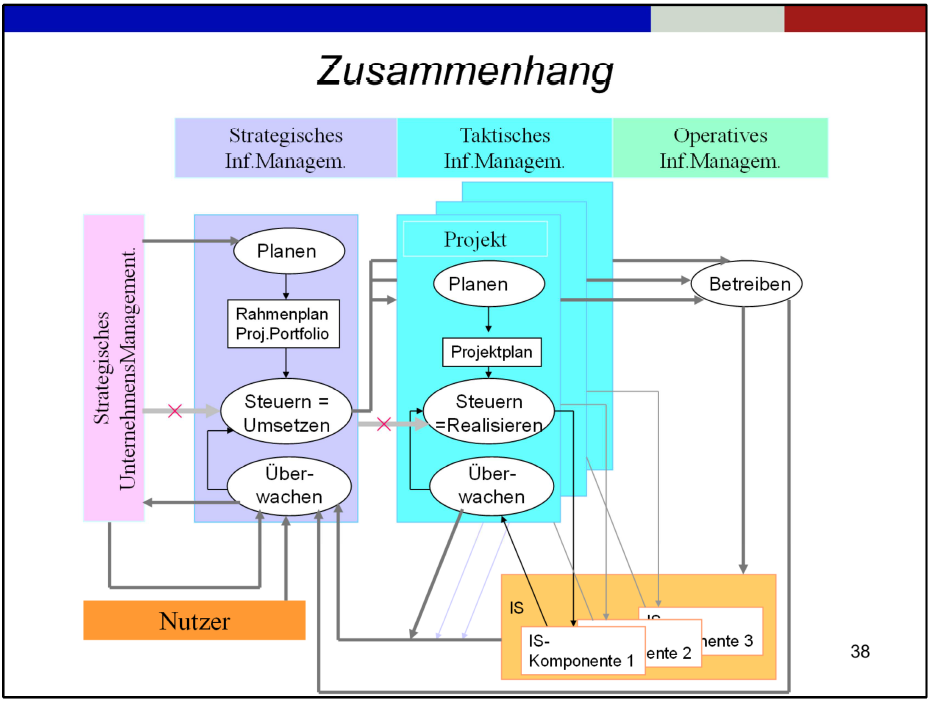 Zusammenhang
Strategisches
Inf.Managem.
Taktisches
Inf.Managem.
Operatives
Inf.Managem.
Strategisches
UnternehmensManagement.
Planen
Rahmenplan
Proj.Portfolio
Steuern =
Umsetzen
Über-
wachen
Projekt
Planen
Projektplan
Steuern
=Realisieren
Über-
wachen
Betreiben
Nutzer
IS
IS-
Komponente 1
ente 2
nente 3
38